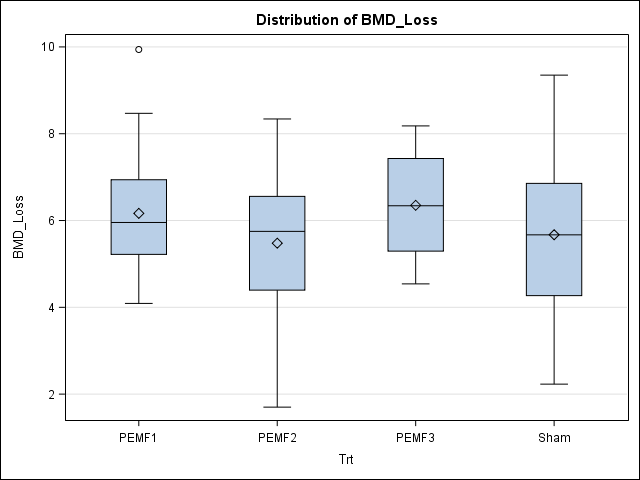 Distribution of BMD_Loss
10
8
6
4
2
BMD_Loss
PEMF1 PEMF2 PEMF3 Sham
Trt